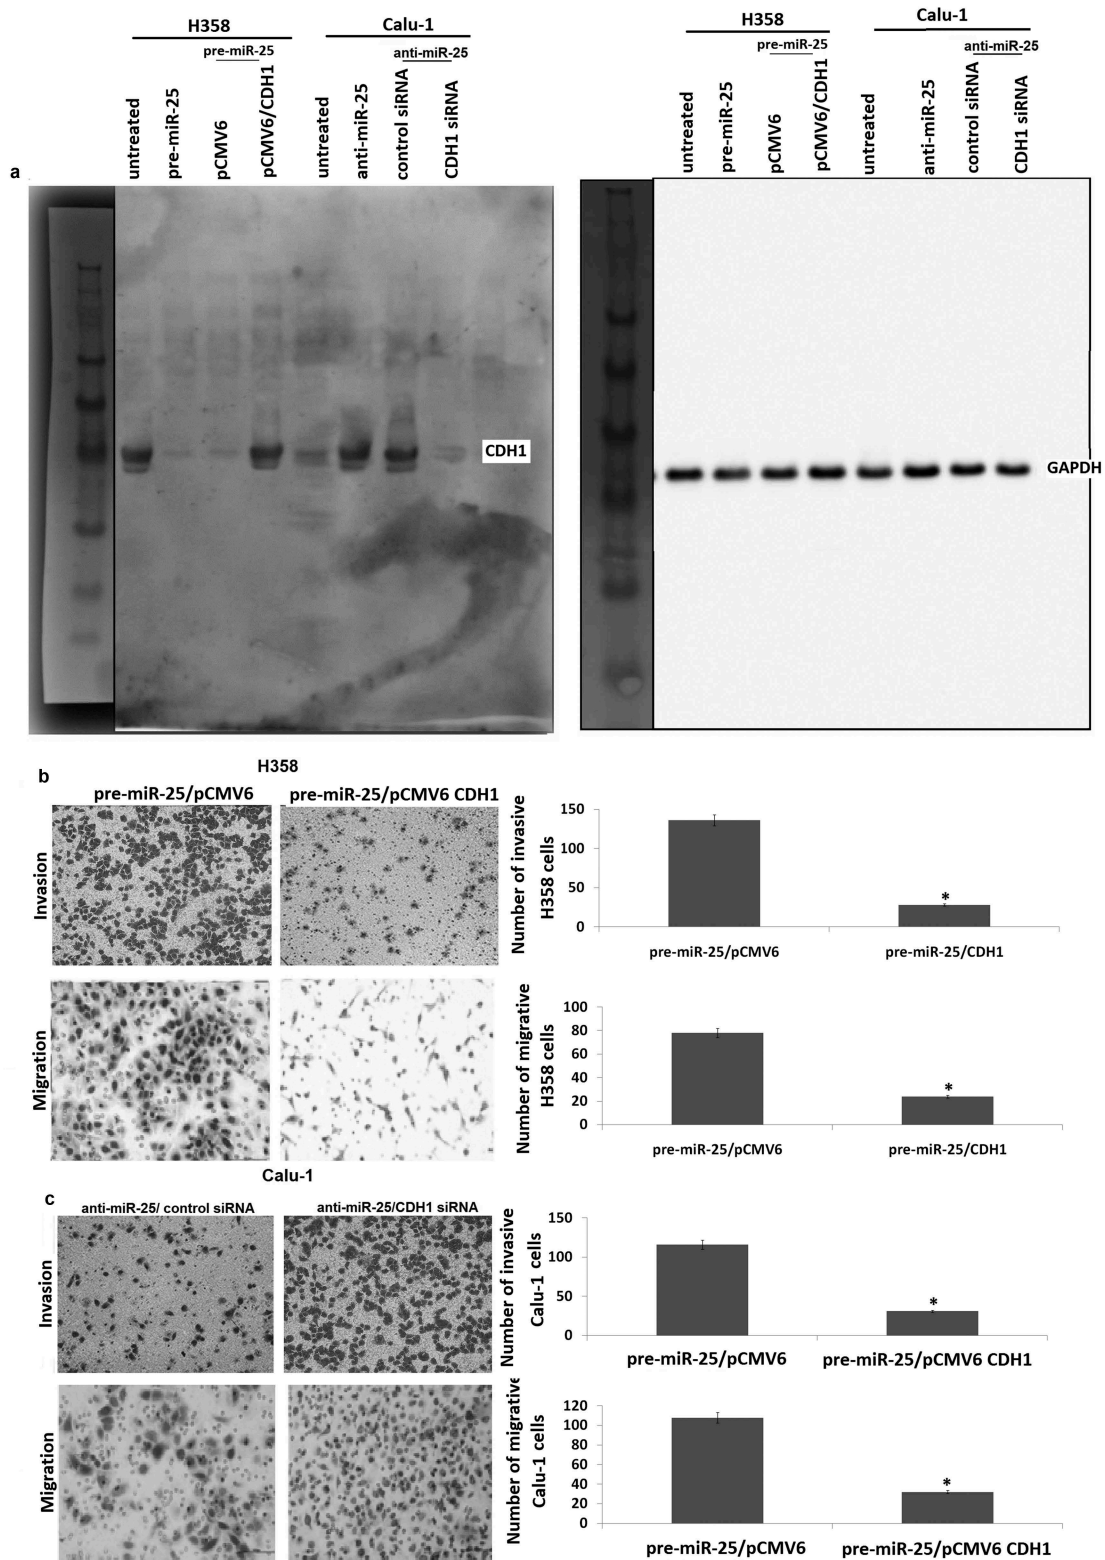 H358
Calu-1
pre-miR-25
anti-miR-25
untreated
pre-miR-25
pCMV6
pCMV6/CDH1
untreated
anti-miR-25
control siRNA
CDH1 siRNA
H358
Calu-1
pre-miR-25
anti-miR-25
untreated
pre-miR-25
pCMV6
pCMV6/CDH1
untreated
anti-miR-25
control siRNA
CDH1 siRNA
a
CDH1
GAPDH
b
H358
pre-miR-25/pCMV6
pre-miR-25/pCMV6 CDH1
Invasion
Number of invasive
H358 cells
150
100
50
0
*
pre-miR-25/pCMV6
pre-miR-25/CDH1
Migration
Number of migrative
H358 cells
100
80
60
40
20
0
*
pre-miR-25/pCMV6
pre-miR-25/CDH1
Calu-1
c
anti-miR-25/ control siRNA
anti-miR-25/CDH1 siRNA
Invasion
Number of invasive
Calu-1 cells
150
100
50
0
*
pre-miR-25/pCMV6
pre-miR-25/pCMV6 CDH1
Migration
Number of migrative
Calu-1 cells
120
100
80
60
40
20
0
*
pre-miR-25/pCMV6
pre-miR-25/pCMV6 CDH1